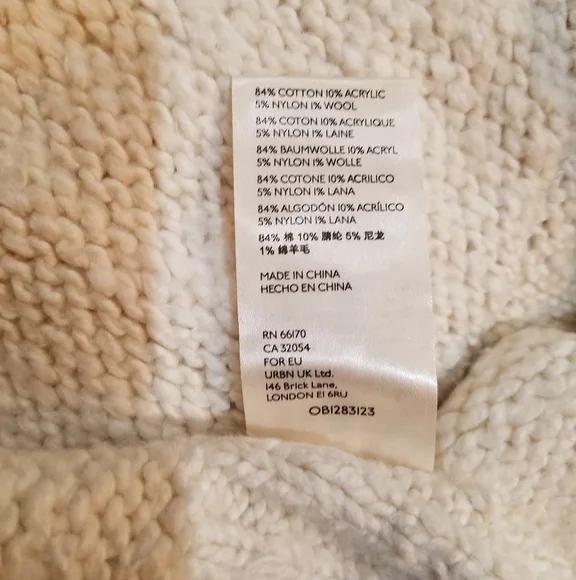 84% COTTON 10% ACRYLIC
5% NYLON 1% WOOL
84% COTON 10% ACRYLIQUE
5% NYLON 1% LAINE
84% BAUMWOLLE 10% ACRYL
5% NYLON 1% WOLLE
84% COTONE 10% ACRILICO
5% NYLON 1% LANA
84% ALGODÓN 10% ACRÍLICO
5% NYLON 1% LANA
84% 棉 10% 腈纶 5% 尼龙
1% 绵羊毛
MADE IN CHINA
HECHO EN CHINA
RN 66170
CA 32054
FOR EU
URBN UK Ltd.
146 Brick Lane,
LONDON E1 6RU
OB1283123